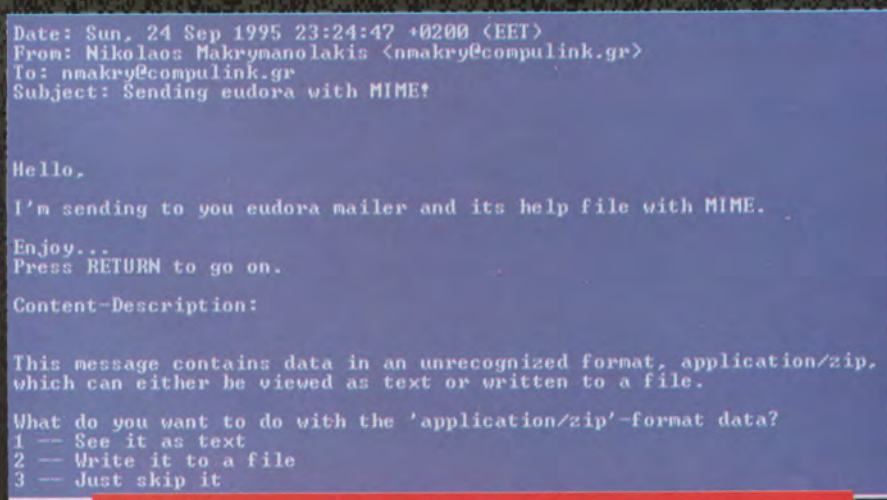 Date: Sun, 24 Sep 1995 23:24:47 +0200 (EET)
From: Nikolaos Makrymanolakis <nmakry@compulink.gr>
To: nmakry@compulink.gr
Subject: Sending eudora with MIME!
Hello,
I'm sending to you eudora mailer and its help file with MIME.
Enjoy...
Press RETURN to go on.
Content-Description:
This message contains data in an unrecognized format, application/zip,
which can either be viewed as text or written to a file.
What do you want to do with the 'application/zip'-format data?
1 -- See it as text
2 -- Write it to a file
3 -- Just skip it